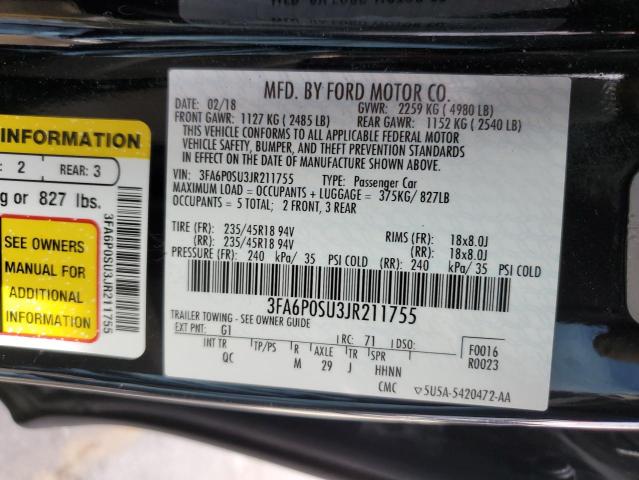 MFD. BY FORD MOTOR CO.
DATE: 02/18 GVWR: 2259 KG ( 4980 LB)
FRONT GAWR: 1127 KG ( 2485 LB) REAR GAWR: 1152 KG ( 2540 LB)
THIS VEHICLE CONFORMS TO ALL APPLICABLE FEDERAL MOTOR
VEHICLE SAFETY, BUMPER, AND THEFT PREVENTION STANDARDS
IN EFFECT ON THE DATE OF MANUFACTURE SHOWN ABOVE.
VIN: 3FA6P0SU3JR211755 TYPE: Passenger Car
MAXIMUM LOAD = OCCUPANTS + LUGGAGE = 375KG/ 827LB
OCCUPANTS = 5 TOTAL; 2 FRONT, 3 REAR
TIRE (FR): 235/45R18 94V RIMS (FR): 18x8.0J
(RR): 235/45R18 94V (RR): 18x8.0J
PRESSURE (FR): 240 kPa/ 35 PSI COLD (RR): 240 kPa/ 35 PSI COLD
3FA6P0SU3JR211755
TRAILER TOWING - SEE OWNER GUIDE
EXT PNT: G1 RC: 71 DSO: F0016
R0023
INT TR TP/PS R AXLE TR SPR
QC M 29 J HHNN
CMC ▽5U5A-5420472-AA
INFORMATION
: 2 REAR: 3
g or 827 lbs.
SEE OWNERS
MANUAL FOR
ADDITIONAL
INFORMATION
3FA6P0SU3JR211755